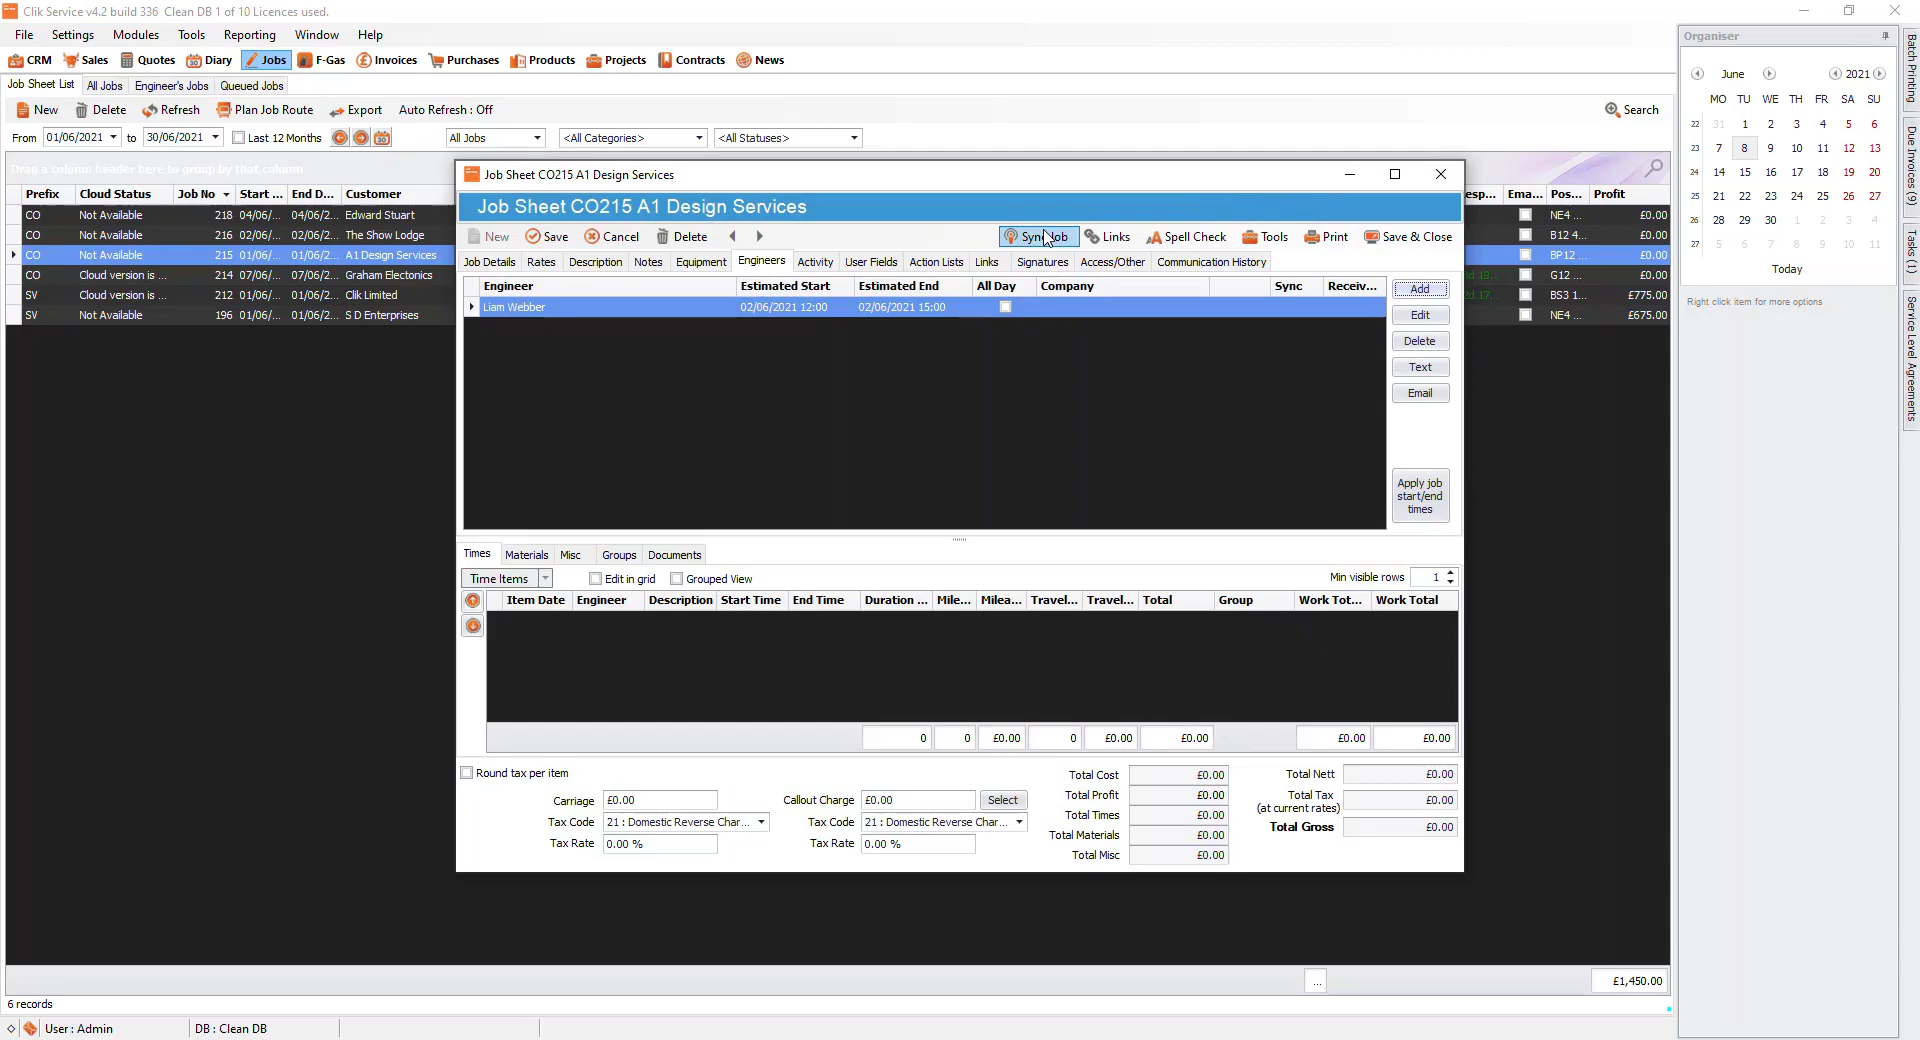 Clik Service v4.2 build 336  Clean DB 1 of 10 Licences used.
File Settings Modules Tools Reporting Window Help
CRM Sales Quotes Diary Jobs F-Gas Invoices Purchases Products Projects Contracts News
Job Sheet List All Jobs Engineer's Jobs Queued Jobs
New Delete Refresh Plan Job Route Export Auto Refresh : Off Search
From 01/06/2021 to 30/06/2021 Last 12 Months All Jobs <All Categories> <All Statuses>
Drag a column header here to group by that column
Prefix Cloud Status Job No Start ... End D... Customer esp... Ema... Pos... Profit
CO Not Available 218 04/06/... 04/06/2... Edward Stuart NE4 ... £0.00
CO Not Available 216 02/06/... 02/06/2... The Show Lodge B12 4... £0.00
CO Not Available 215 01/06/... 01/06/2... A1 Design Services BP12 ... £0.00
CO Cloud version is ... 214 07/06/... 07/06/2... Graham Electonics 5d 19... G12 ... £0.00
SV Cloud version is ... 212 01/06/... 01/06/2... Clik Limited 2d 17... BS3 1... £775.00
SV Not Available 196 01/06/... 01/06/2... S D Enterprises NE4 ... £675.00
Job Sheet CO215 A1 Design Services
Job Sheet CO215 A1 Design Services
New Save Cancel Delete Sync Job Links Spell Check Tools Print Save & Close
Job Details Rates Description Notes Equipment Engineers Activity User Fields Action Lists Links Signatures Access/Other Communication History
Engineer Estimated Start Estimated End All Day Company Sync Receiv...
Liam Webber 02/06/2021 12:00 02/06/2021 15:00
Add
Edit
Delete
Text
Email
Apply job
start/end
times
Times Materials Misc Groups Documents
Time Items Edit in grid Grouped View Min visible rows 1
Item Date Engineer Description Start Time End Time Duration ... Mile... Milea... Travel... Travel... Total Group Work Tot... Work Total
0 0 £0.00 0 £0.00 £0.00 £0.00 £0.00
Round tax per item
Carriage £0.00 Callout Charge £0.00 Select
Tax Code 21 : Domestic Reverse Char... Tax Code 21 : Domestic Reverse Char...
Tax Rate 0.00 % Tax Rate 0.00 %
Total Cost £0.00
Total Profit £0.00
Total Times £0.00
Total Materials £0.00
Total Misc £0.00
Total Nett £0.00
Total Tax £0.00
(at current rates)
Total Gross £0.00
... £1,450.00
6 records
User : Admin DB : Clean DB
Organiser
June 2021
MO TU WE TH FR SA SU
22 31 1 2 3 4 5 6
23 7 8 9 10 11 12 13
24 14 15 16 17 18 19 20
25 21 22 23 24 25 26 27
26 28 29 30 1 2 3 4
27 5 6 7 8 9 10 11
Today
Right click item for more options
Batch Printing
Due Invoices (9)
Tasks (1)
Service Level Agreements